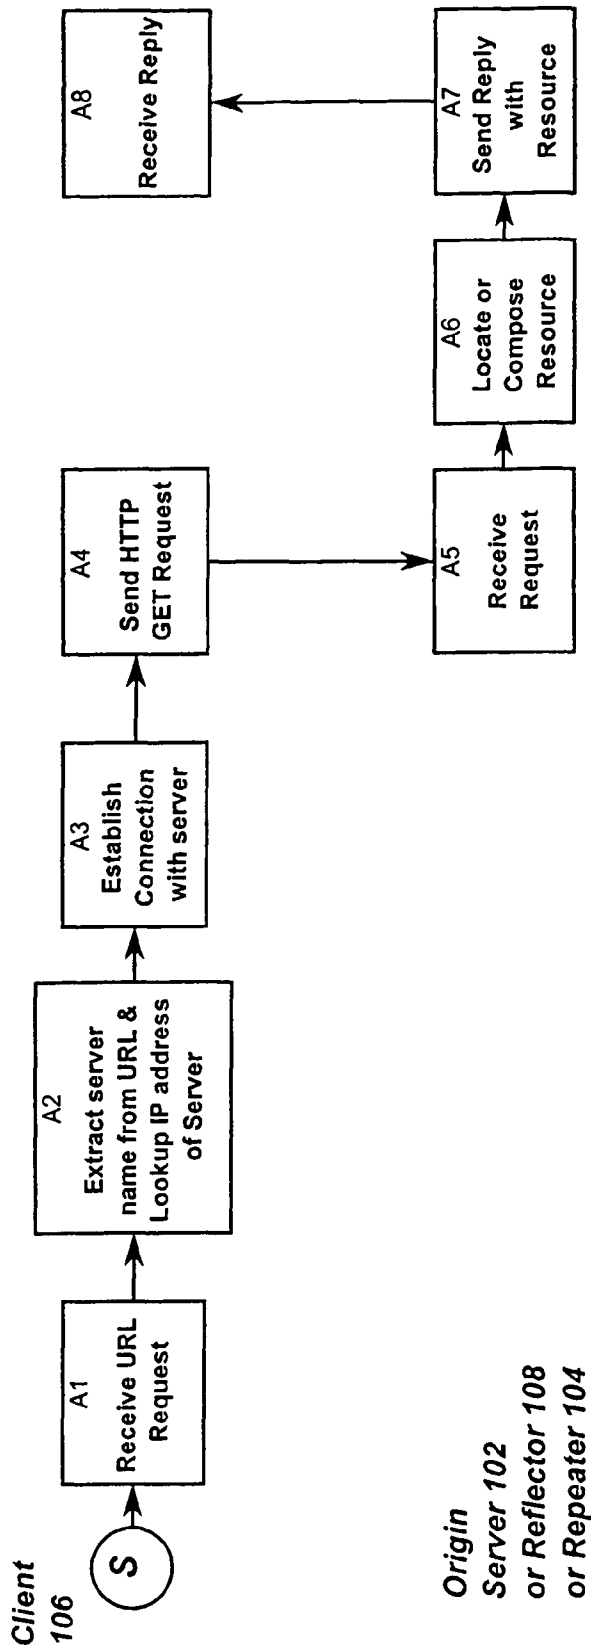 Client
106
S
A1
Receive URL
Request
A2
Extract server
name from URL &
Lookup IP address
of Server
A3
Establish
Connection
with server
A4
Send HTTP
GET Request
A8
Receive Reply
Origin
Server 102
or Reflector 108
or Repeater 104
A5
Receive
Request
A6
Locate or
Compose
Resource
A7
Send Reply
with
Resource